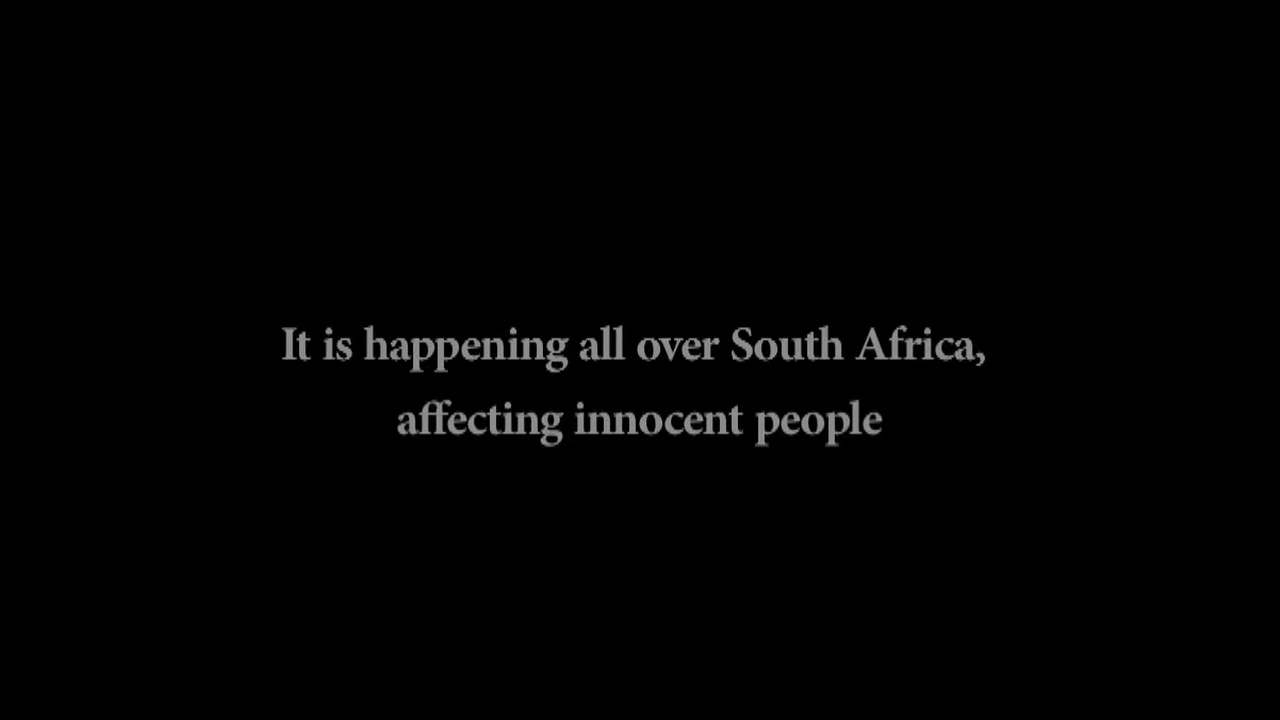 It is happening all over South Africa,
affecting innocent people